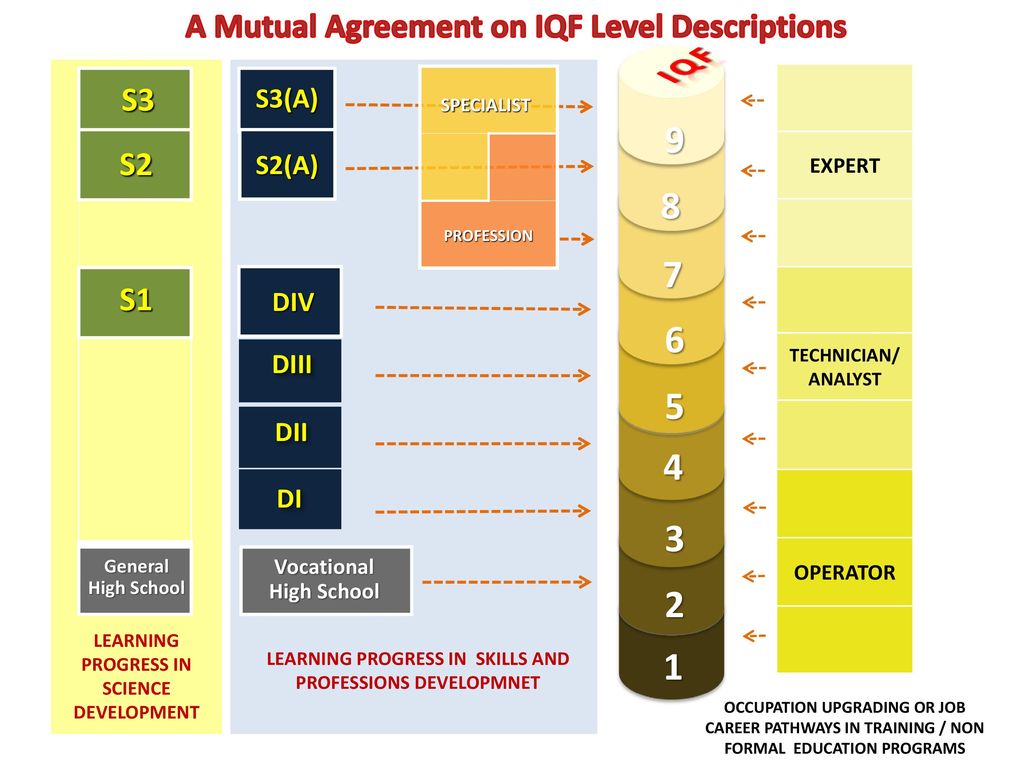 A Mutual Agreement on IQF Level Descriptions
S3
S2
S1
General
High School
LEARNING
PROGRESS IN
SCIENCE
DEVELOPMENT
S3(A)
S2(A)
DIV
DIII
DII
DI
Vocational
High School
SPECIALIST
PROFESSION
LEARNING PROGRESS IN SKILLS AND
PROFESSIONS DEVELOPMNET
IQF
9
8
7
6
5
4
3
2
1
EXPERT
TECHNICIAN/
ANALYST
OPERATOR
OCCUPATION UPGRADING OR JOB
CAREER PATHWAYS IN TRAINING / NON
FORMAL EDUCATION PROGRAMS